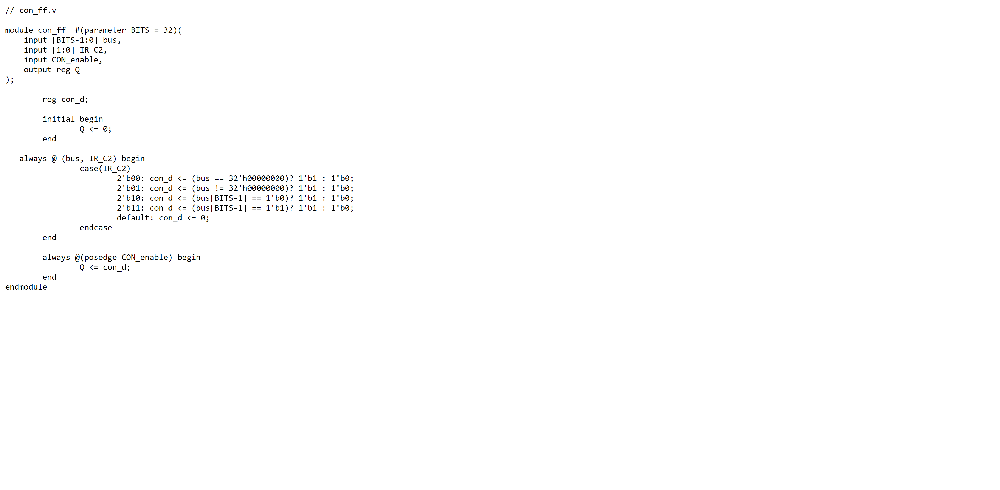 // con_ff.v

module con_ff  #(parameter BITS = 32)(
    input [BITS-1:0] bus,
    input [1:0] IR_C2,
    input CON_enable,
    output reg Q
);

        reg con_d;

        initial begin
                Q <= 0;
        end

   always @ (bus, IR_C2) begin
                case(IR_C2)
                        2'b00: con_d <= (bus == 32'h00000000)? 1'b1 : 1'b0;
                        2'b01: con_d <= (bus != 32'h00000000)? 1'b1 : 1'b0;
                        2'b10: con_d <= (bus[BITS-1] == 1'b0)? 1'b1 : 1'b0;
                        2'b11: con_d <= (bus[BITS-1] == 1'b1)? 1'b1 : 1'b0;
                        default: con_d <= 0;
                endcase
        end

        always @(posedge CON_enable) begin
                Q <= con_d;
        end
endmodule